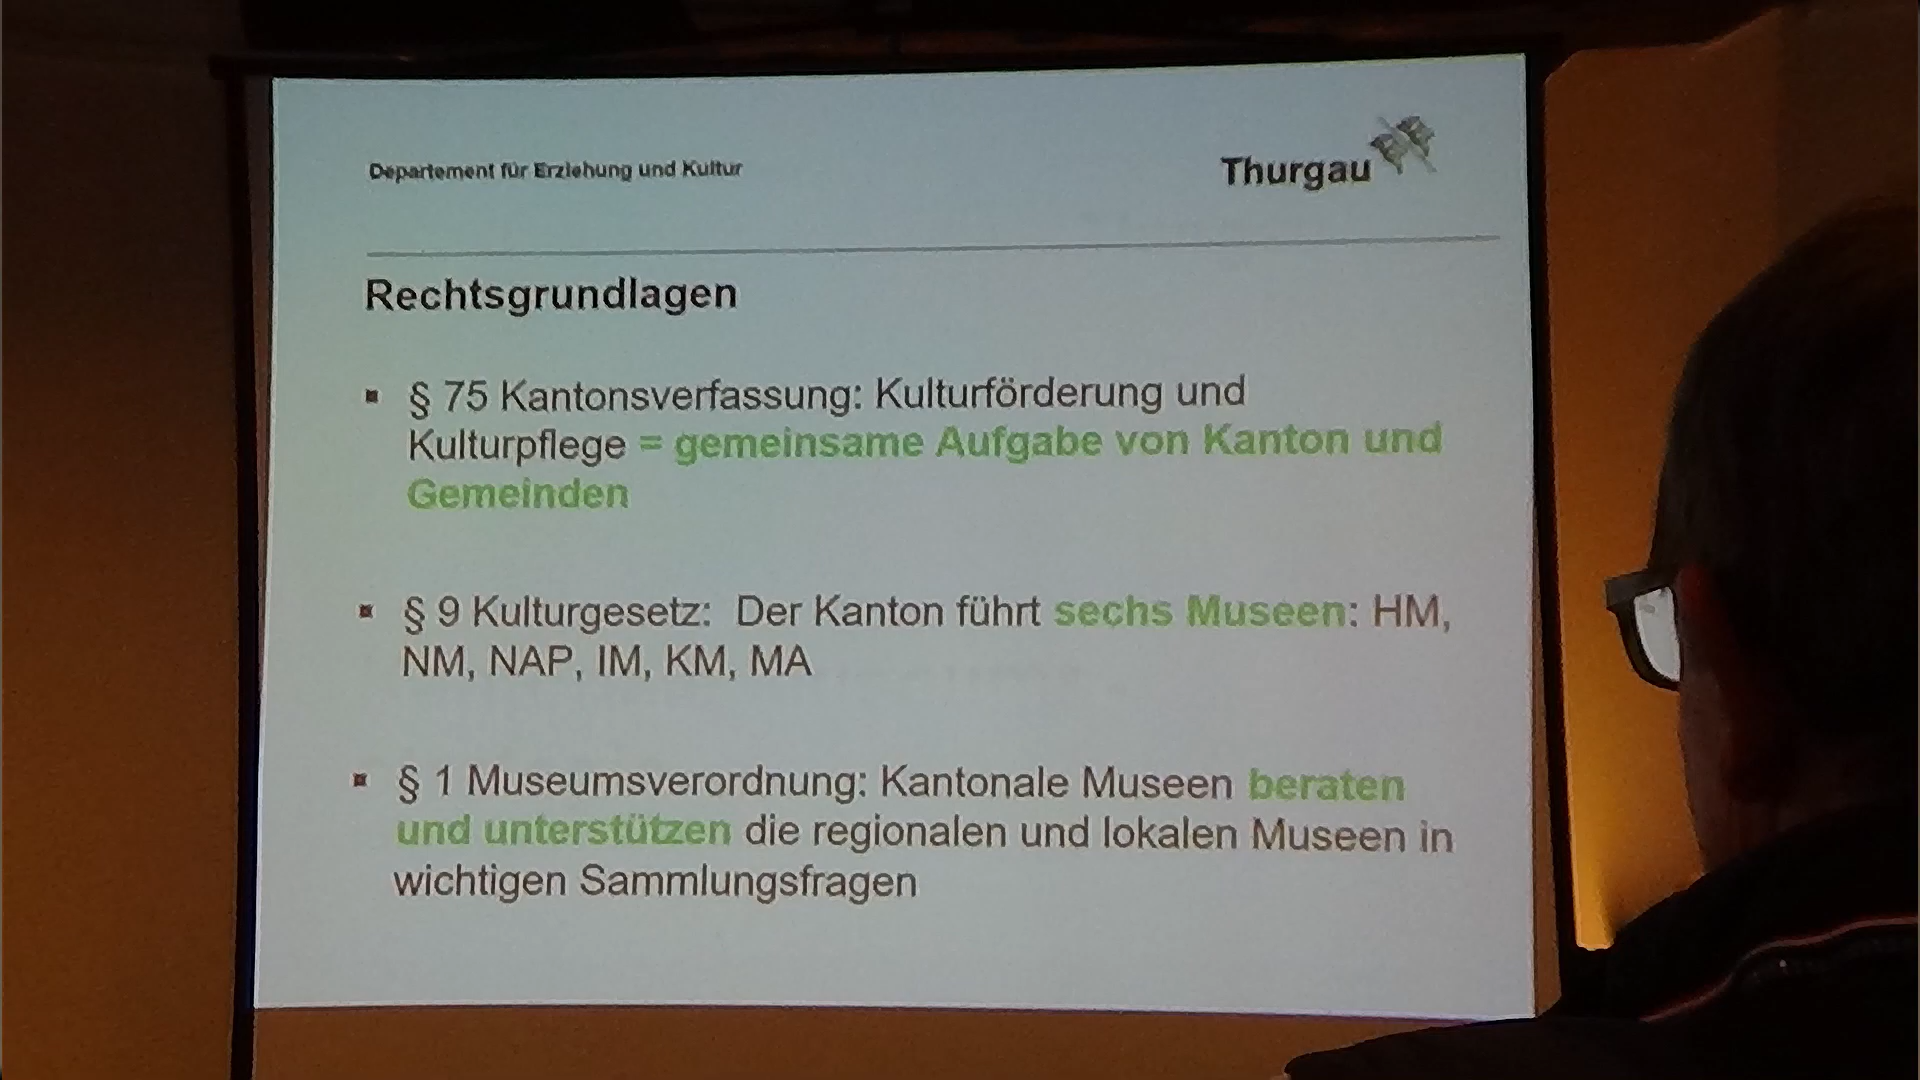 Departement für Erziehung und Kultur
Thurgau
Rechtsgrundlagen
▪ § 75 Kantonsverfassung: Kulturförderung und
Kulturpflege = gemeinsame Aufgabe von Kanton und
Gemeinden
▪ § 9 Kulturgesetz: Der Kanton führt sechs Museen: HM,
NM, NAP, IM, KM, MA
▪ § 1 Museumsverordnung: Kantonale Museen beraten
und unterstützen die regionalen und lokalen Museen in
wichtigen Sammlungsfragen